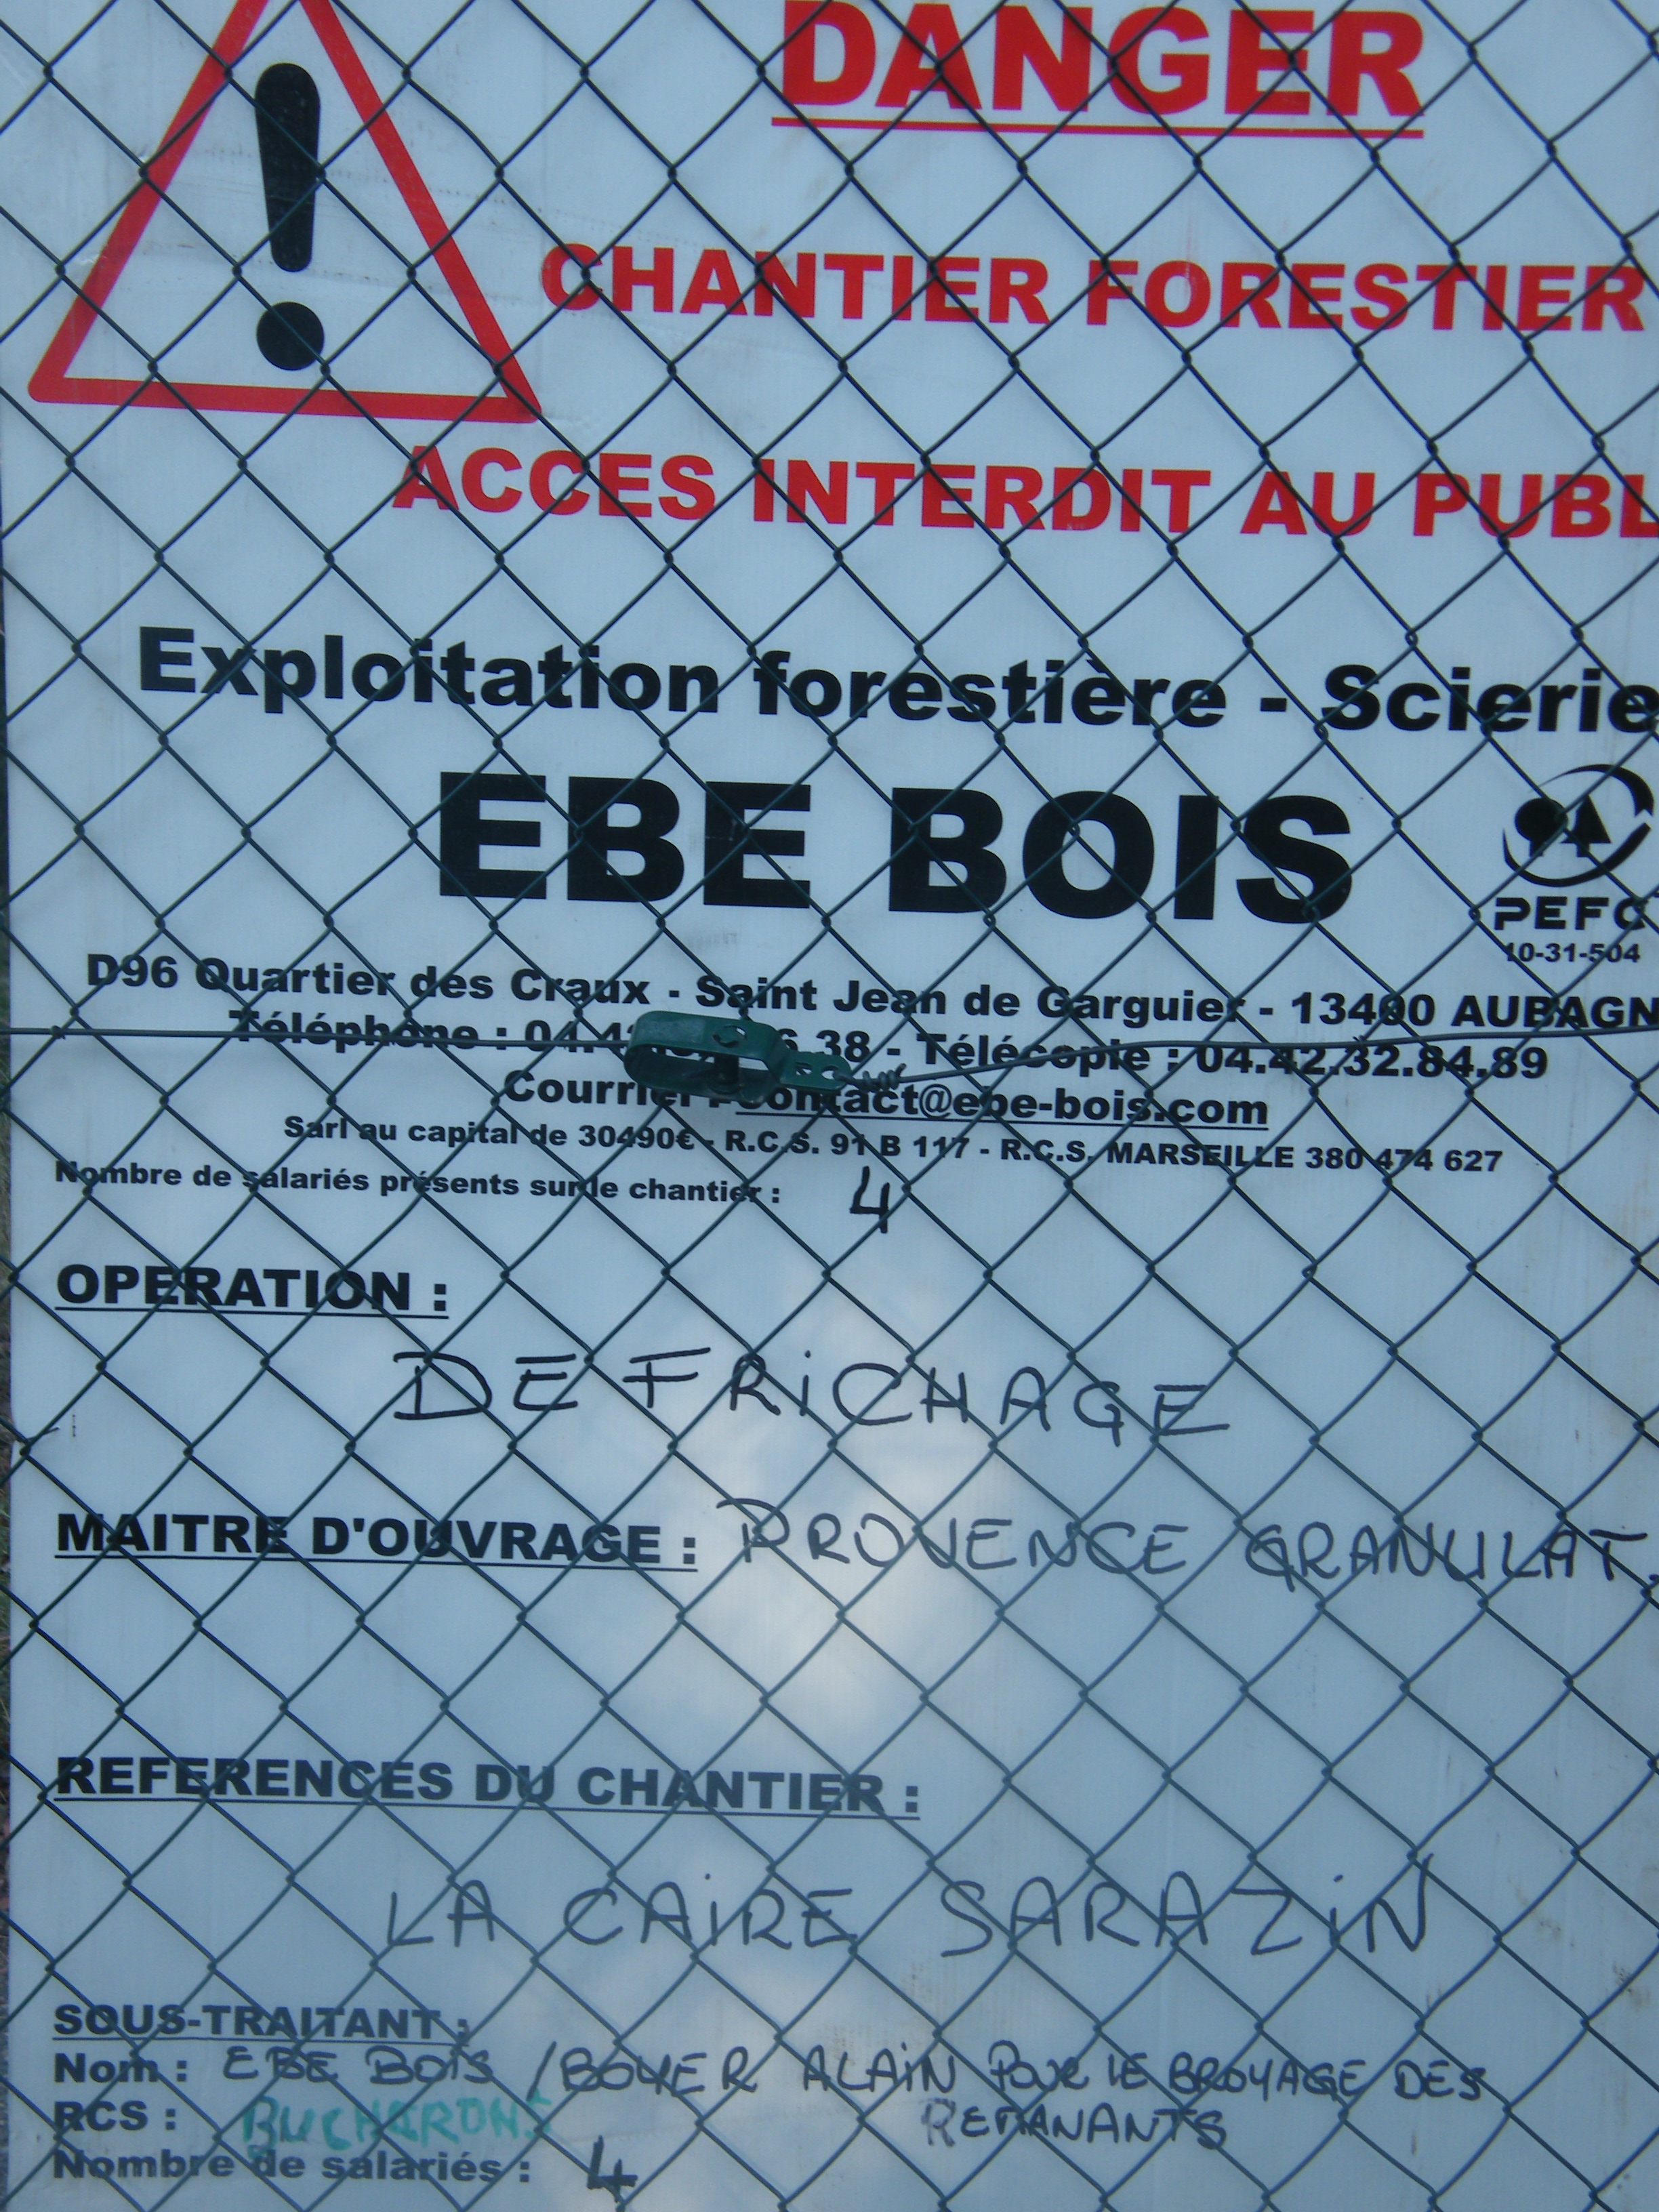 DANGER
CHANTIER FORESTIER
ACCES INTERDIT AU PUBL
Exploitation forestière - Scierie
EBE BOIS
PEFC
10-31-504
D96 Quartier des Craux - Saint Jean de Garguier - 13400 AUBAGN
Téléphone : 04.4 6.38 - Télécopie : 04.42.32.84.89
Courriel : contact@ebe-bois.com
Sarl au capital de 30490€ - R.C.S. 91 B 117 - R.C.S. MARSEILLE 380 474 627
Nombre de salariés présents sur le chantier : 4
OPERATION :
DEFRiCHAGE
MAITRE D'OUVRAGE : PROVENCE GRANULAT
REFERENCES DU CHANTIER :
LA CAiRE SARAZiN
SOUS-TRAITANT :
Nom : EBE BOiS / BOYER ALAiN POUR LE BROYAGE DES
RCS : BUCHERONS REMANANTS
Nombre de salariés : 4